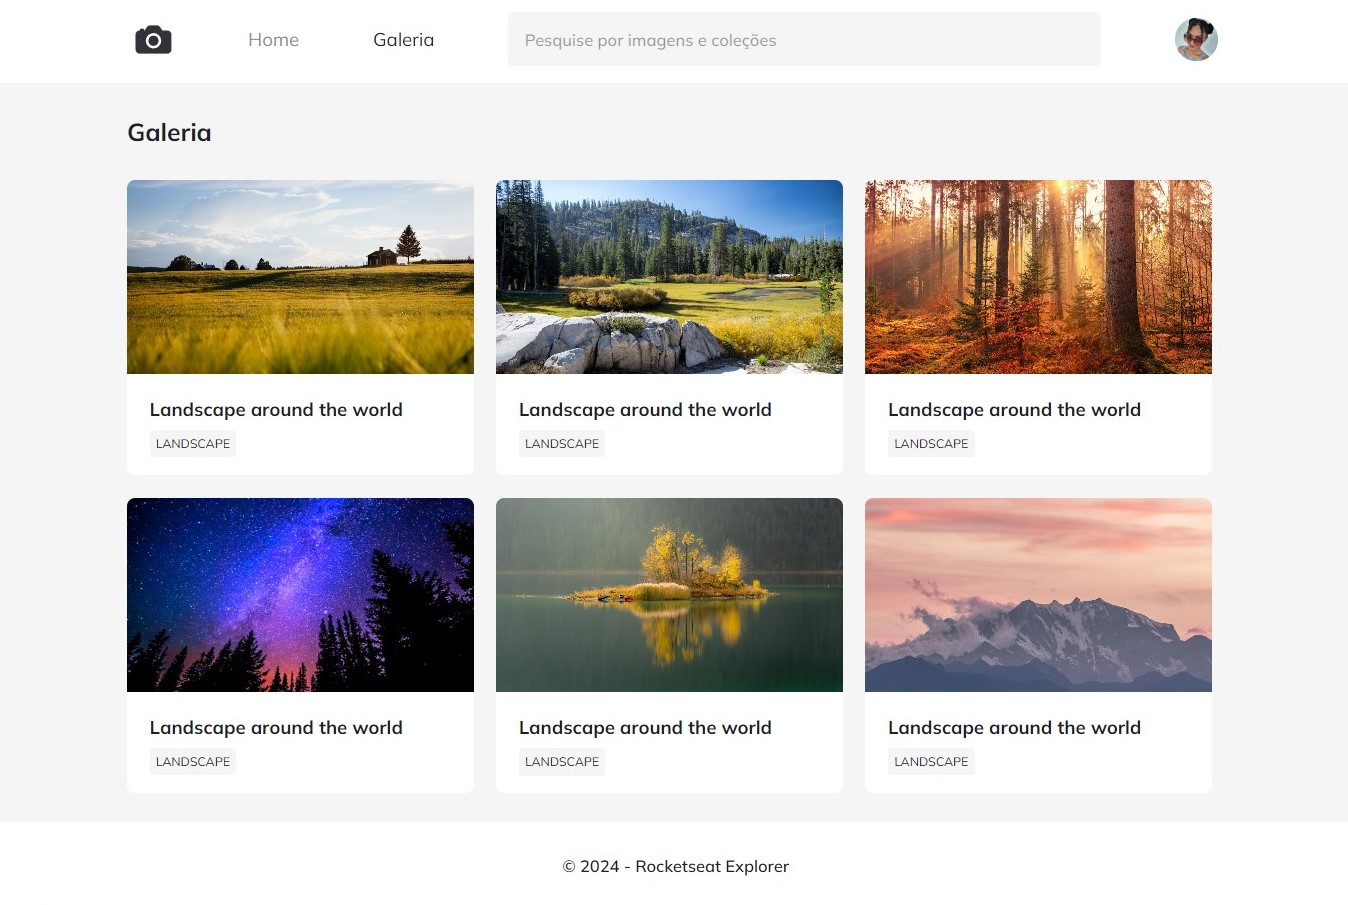 Home
Galeria
Pesquise por imagens e coleções
Galeria
Landscape around the world
LANDSCAPE
Landscape around the world
LANDSCAPE
Landscape around the world
LANDSCAPE
Landscape around the world
LANDSCAPE
Landscape around the world
LANDSCAPE
Landscape around the world
LANDSCAPE
© 2024 - Rocketseat Explorer